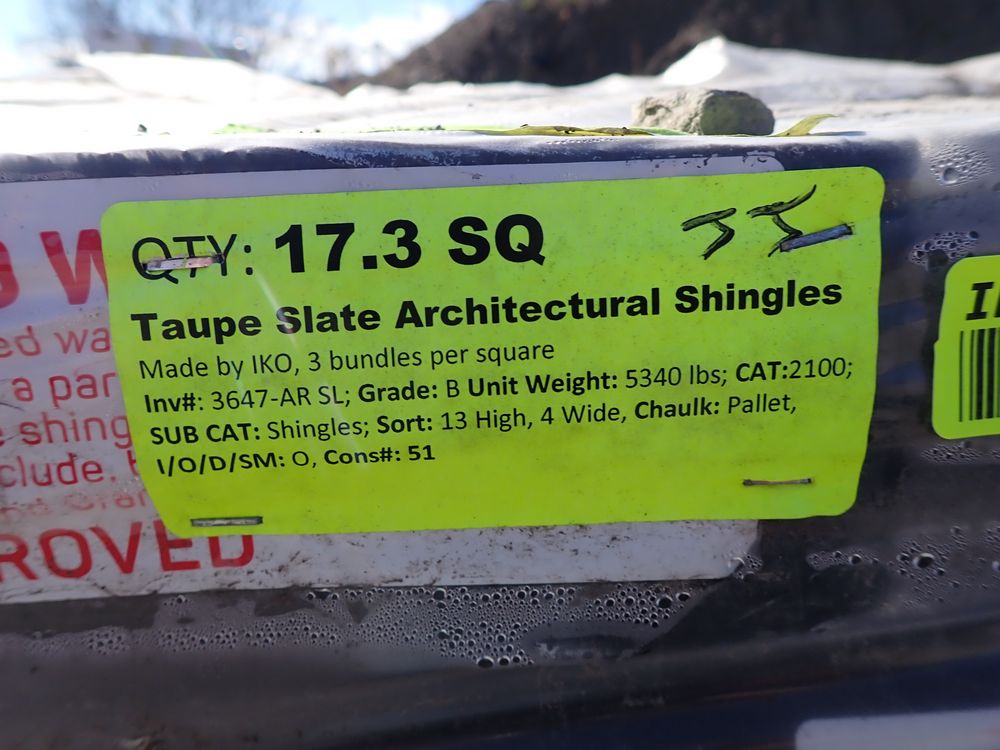 QTY: 17.3 SQ
Taupe Slate Architectural Shingles
Made by IKO, 3 bundles per square
Inv#: 3647-AR SL; Grade: B Unit Weight: 5340 lbs; CAT:2100;
SUB CAT: Shingles; Sort: 13 High, 4 Wide, Chaulk: Pallet,
I/O/D/SM: O, Cons#: 51
ed wa
a par
shing
clude,
ROVED